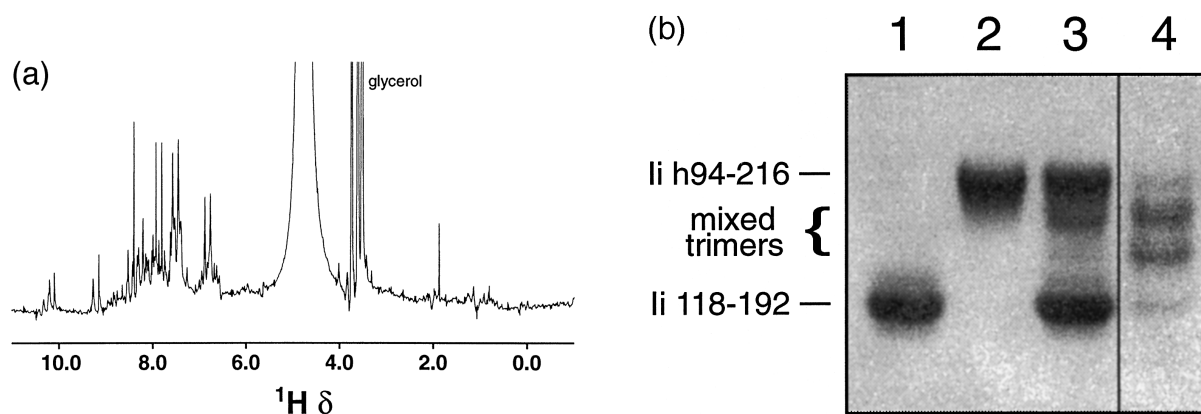 (a)
glycerol
10.0 8.0 6.0 4.0 2.0 0.0
¹H δ
(b)
1 2 3 4
Ii h94-216
mixed
trimers
{
Ii 118-192